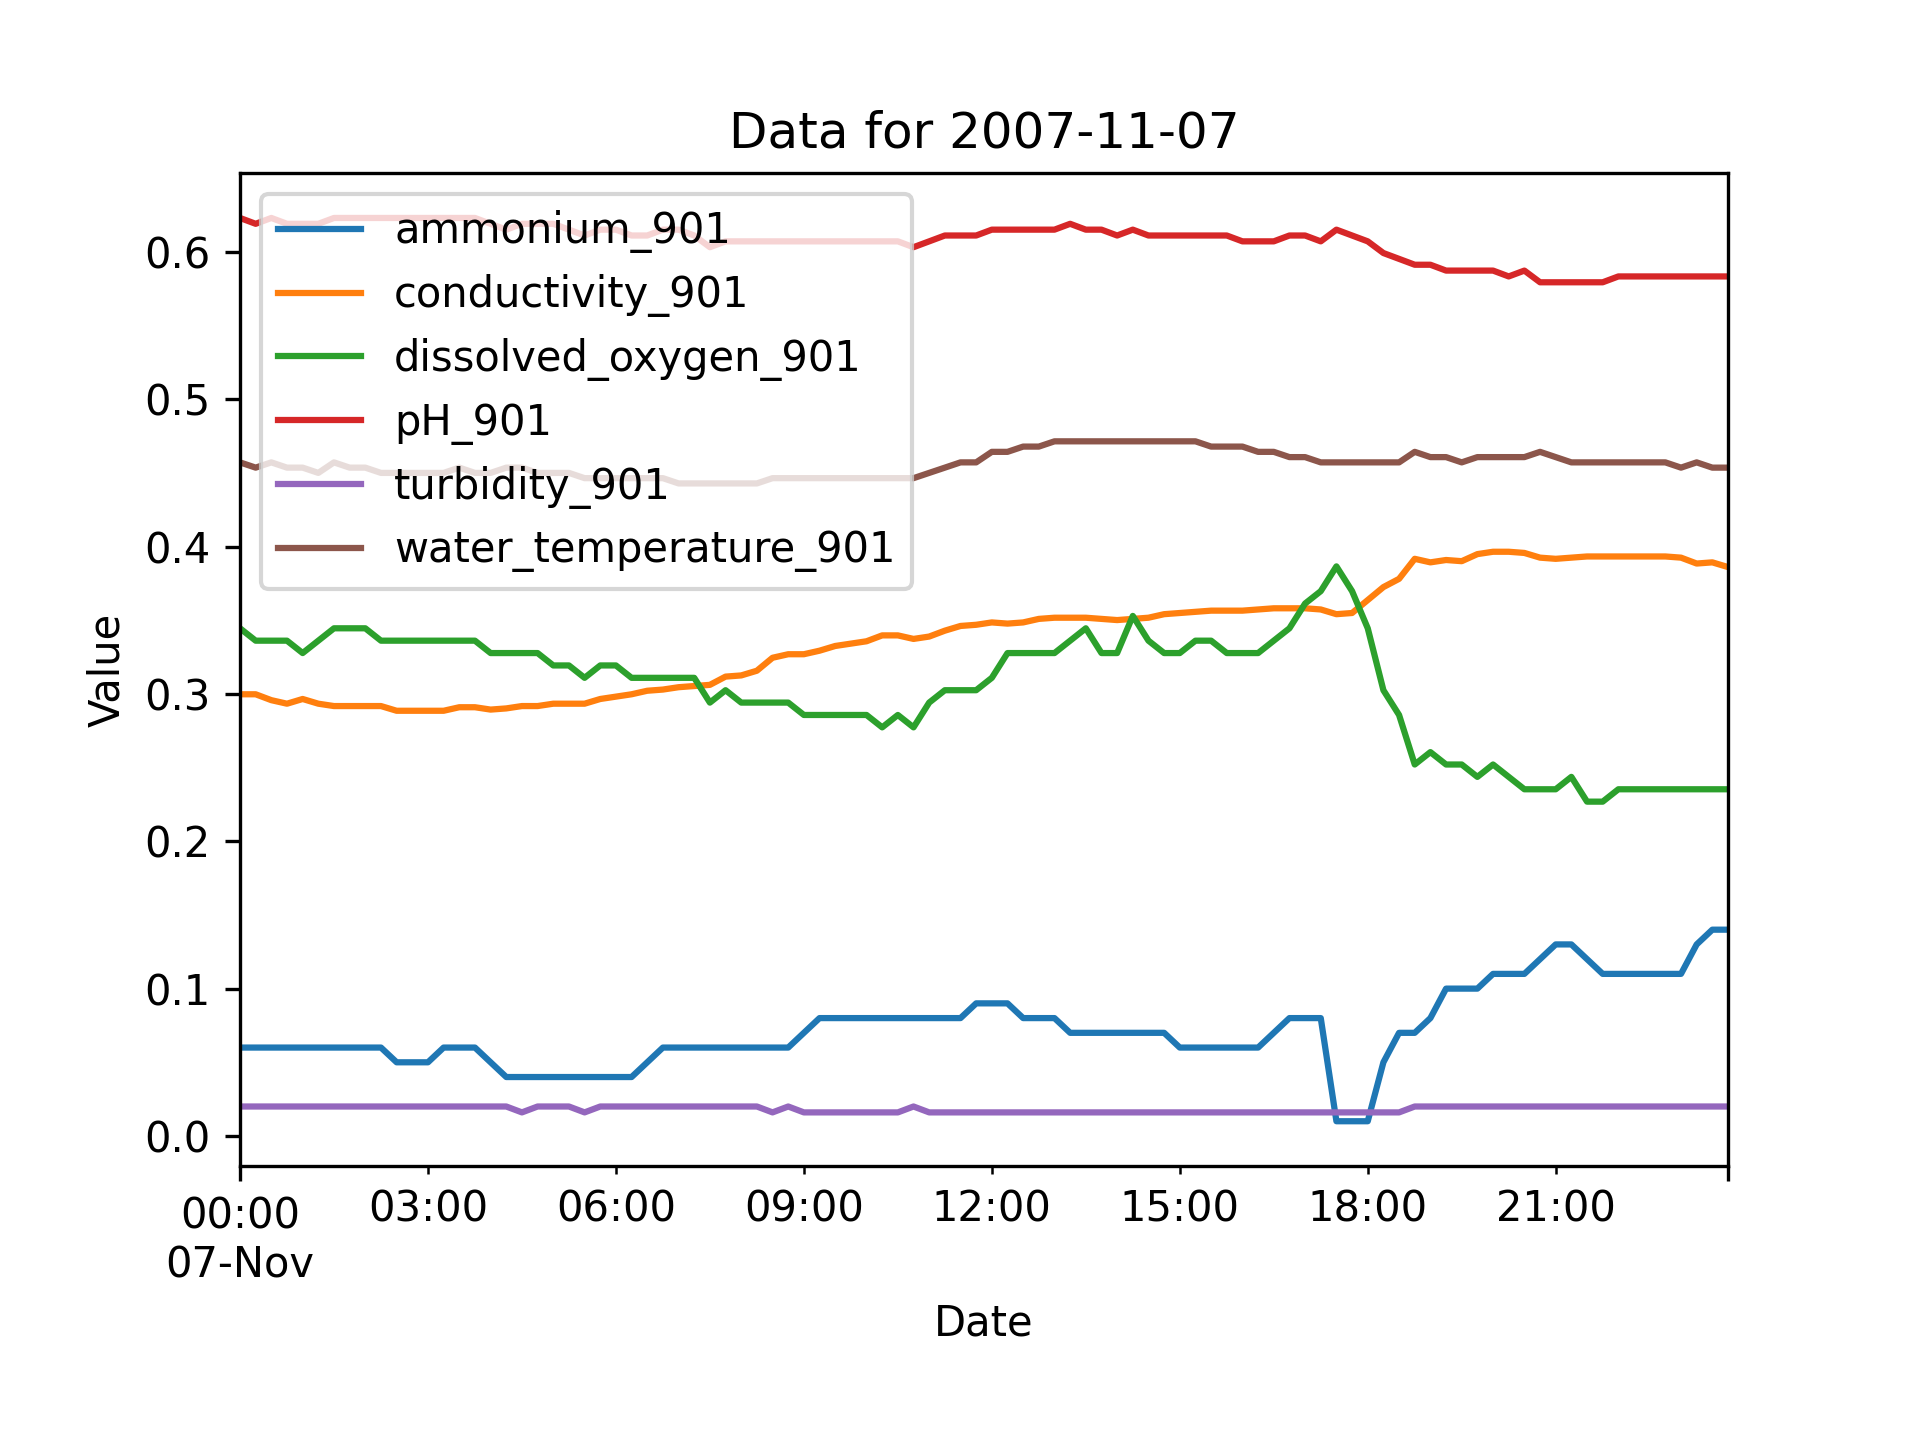 Data for 2007-11-07
ammonium_901
conductivity_901
dissolved_oxygen_901
pH_901
turbidity_901
water_temperature_901
Value
0.6
0.5
0.4
0.3
0.2
0.1
0.0
00:00 03:00 06:00 09:00 12:00 15:00 18:00 21:00
07-Nov
Date